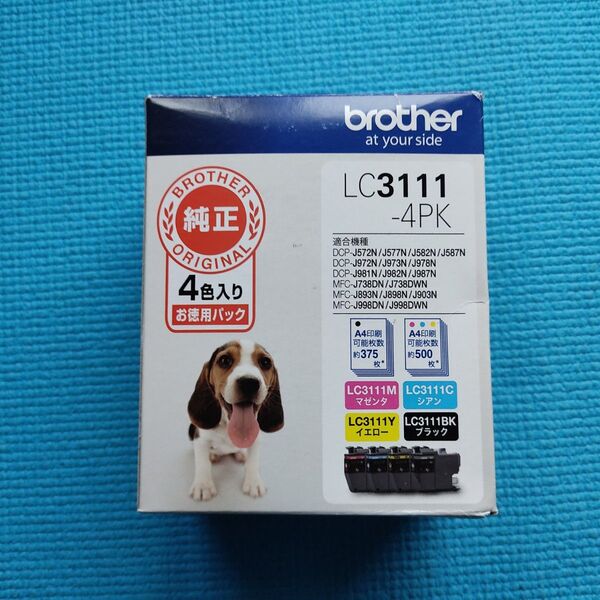 brother
at your side
BROTHER
純正
ORIGINAL
4色入り
お徳用パック
LC3111
-4PK
適合機種
DCP-J572N/J577N/J582N/J587N
DCP-J972N/J973N/J978N
DCP-J981N/J982N/J987N
MFC-J738DN/J738DWN
MFC-J893N/J898N/J903N
MFC-J998DN/J998DWN
A4印刷
可能枚数
約375
枚*
A4印刷
可能枚数
約500
枚*
LC3111M
マゼンタ
LC3111C
シアン
LC3111Y
イエロー
LC3111BK
ブラック